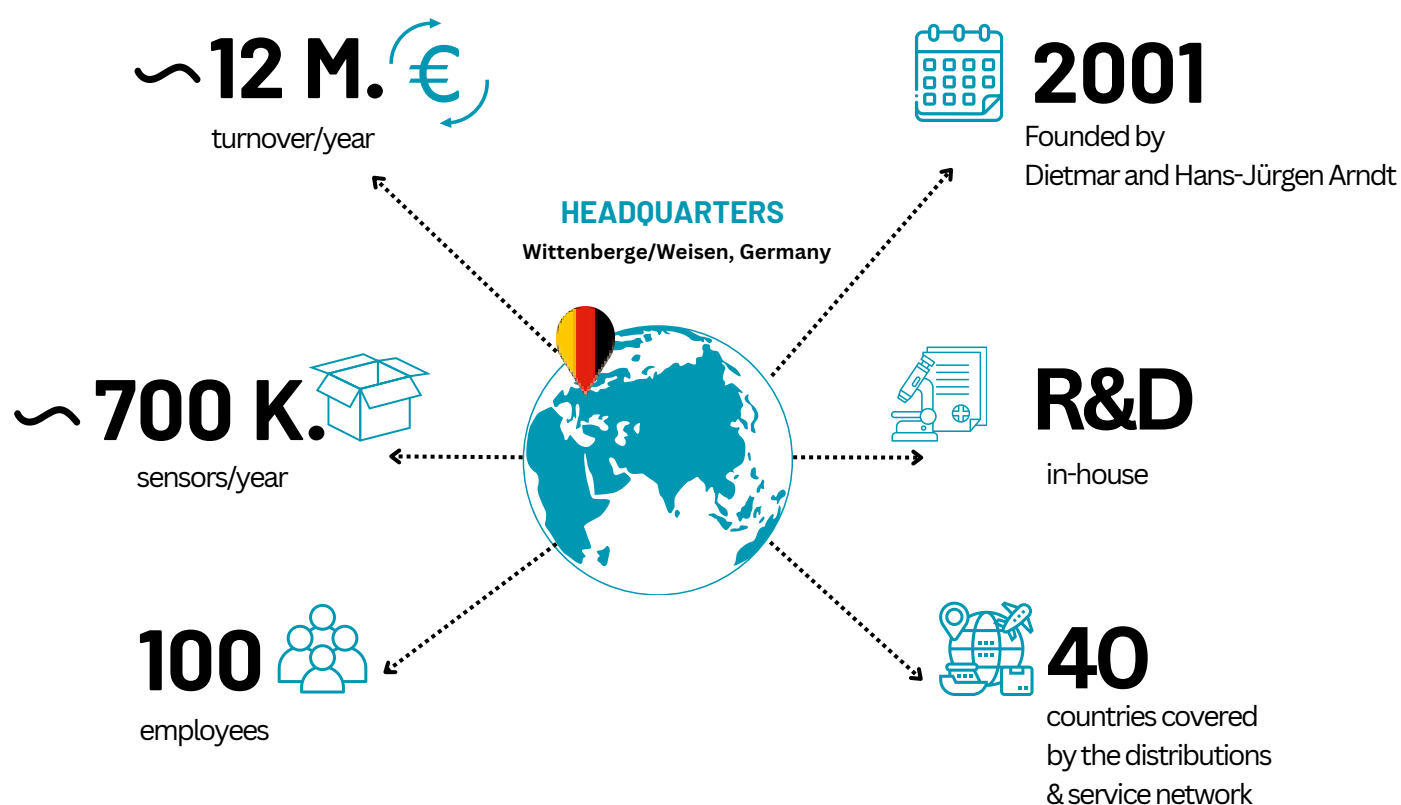 ~12 M. €
turnover/year
2001
Founded by
Dietmar and Hans-Jürgen Arndt
HEADQUARTERS
Wittenberge/Weisen, Germany
~700 K.
sensors/year
R&D
in-house
100
employees
40
countries covered
by the distributions
& service network